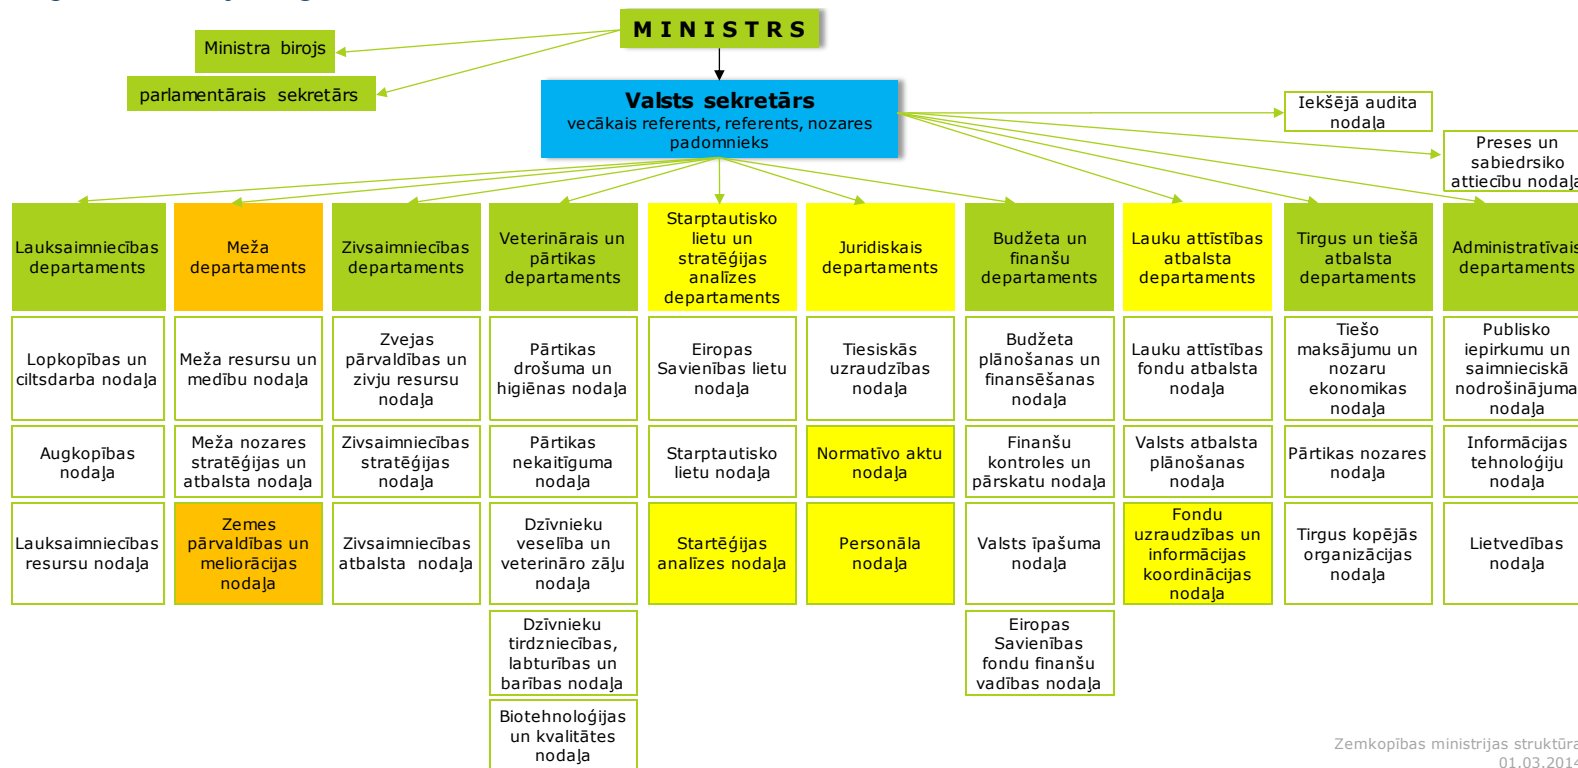 M I N I S T R S
Ministra birojs
parlamentārais sekretārs
Valsts sekretārs
vecākais referents, referents, nozares
padomnieks
Iekšējā audita
nodaļa
Preses un
sabiedrsiko
attiecību nodaļa
Lauksaimniecības
departaments
Meža
departaments
Zivsaimniecības
departaments
Veterinārais un
pārtikas
departaments
Starptautisko
lietu un
stratēģijas
analīzes
departaments
Juridiskais
departaments
Budžeta un
finanšu
departaments
Lauku attīstības
atbalsta
departaments
Tirgus un tiešā
atbalsta
departaments
Administratīvais
departaments
Lopkopības un
ciltsdarba nodaļa
Meža resursu un
medību nodaļa
Zvejas
pārvaldības un
zivju resursu
nodaļa
Pārtikas
drošuma un
higiēnas nodaļa
Eiropas
Savienības lietu
nodaļa
Tiesiskās
uzraudzības nodaļa
Budžeta
plānošanas un
finansēšanas
nodaļa
Lauku attīstības
fondu atbalsta
nodaļa
Tiešo
maksājumu un
nozaru
ekonomikas
nodaļa
Publisko
iepirkumu un
saimnieciskā
nodrošinājuma
nodaļa
Augkopības
nodaļa
Meža nozares
stratēģijas un
atbalsta nodaļa
Zivsaimniecības
stratēģijas
nodaļa
Pārtikas
nekaitīguma
nodaļa
Starptautisko
lietu nodaļa
Normatīvo aktu
nodaļa
Finanšu
kontroles un
pārskatu nodaļa
Valsts atbalsta
plānošanas
nodaļa
Pārtikas nozares
nodaļa
Informācijas
tehnoloģiju
nodaļa
Lauksaimniecības
resursu nodaļa
Zemes
pārvaldības un
meliorācijas
nodaļa
Zivsaimniecības
atbalsta nodaļa
Dzīvnieku
veselība un
veterināro zāļu
nodaļa
Startēģijas
analīzes nodaļa
Personāla
nodaļa
Valsts īpašuma
nodaļa
Fondu
uzraudzības un
informācijas
koordinācijas
nodaļa
Tirgus kopējās
organizācijas
nodaļa
Lietvedības
nodaļa
Dzīvnieku
tirdzniecības,
labturības un
barības nodaļa
Eiropas
Savienības
fondu finanšu
vadības nodaļa
Biotehnoloģijas
un kvalitātes
nodaļa
Zemkopības ministrijas struktūra
01.03.2014